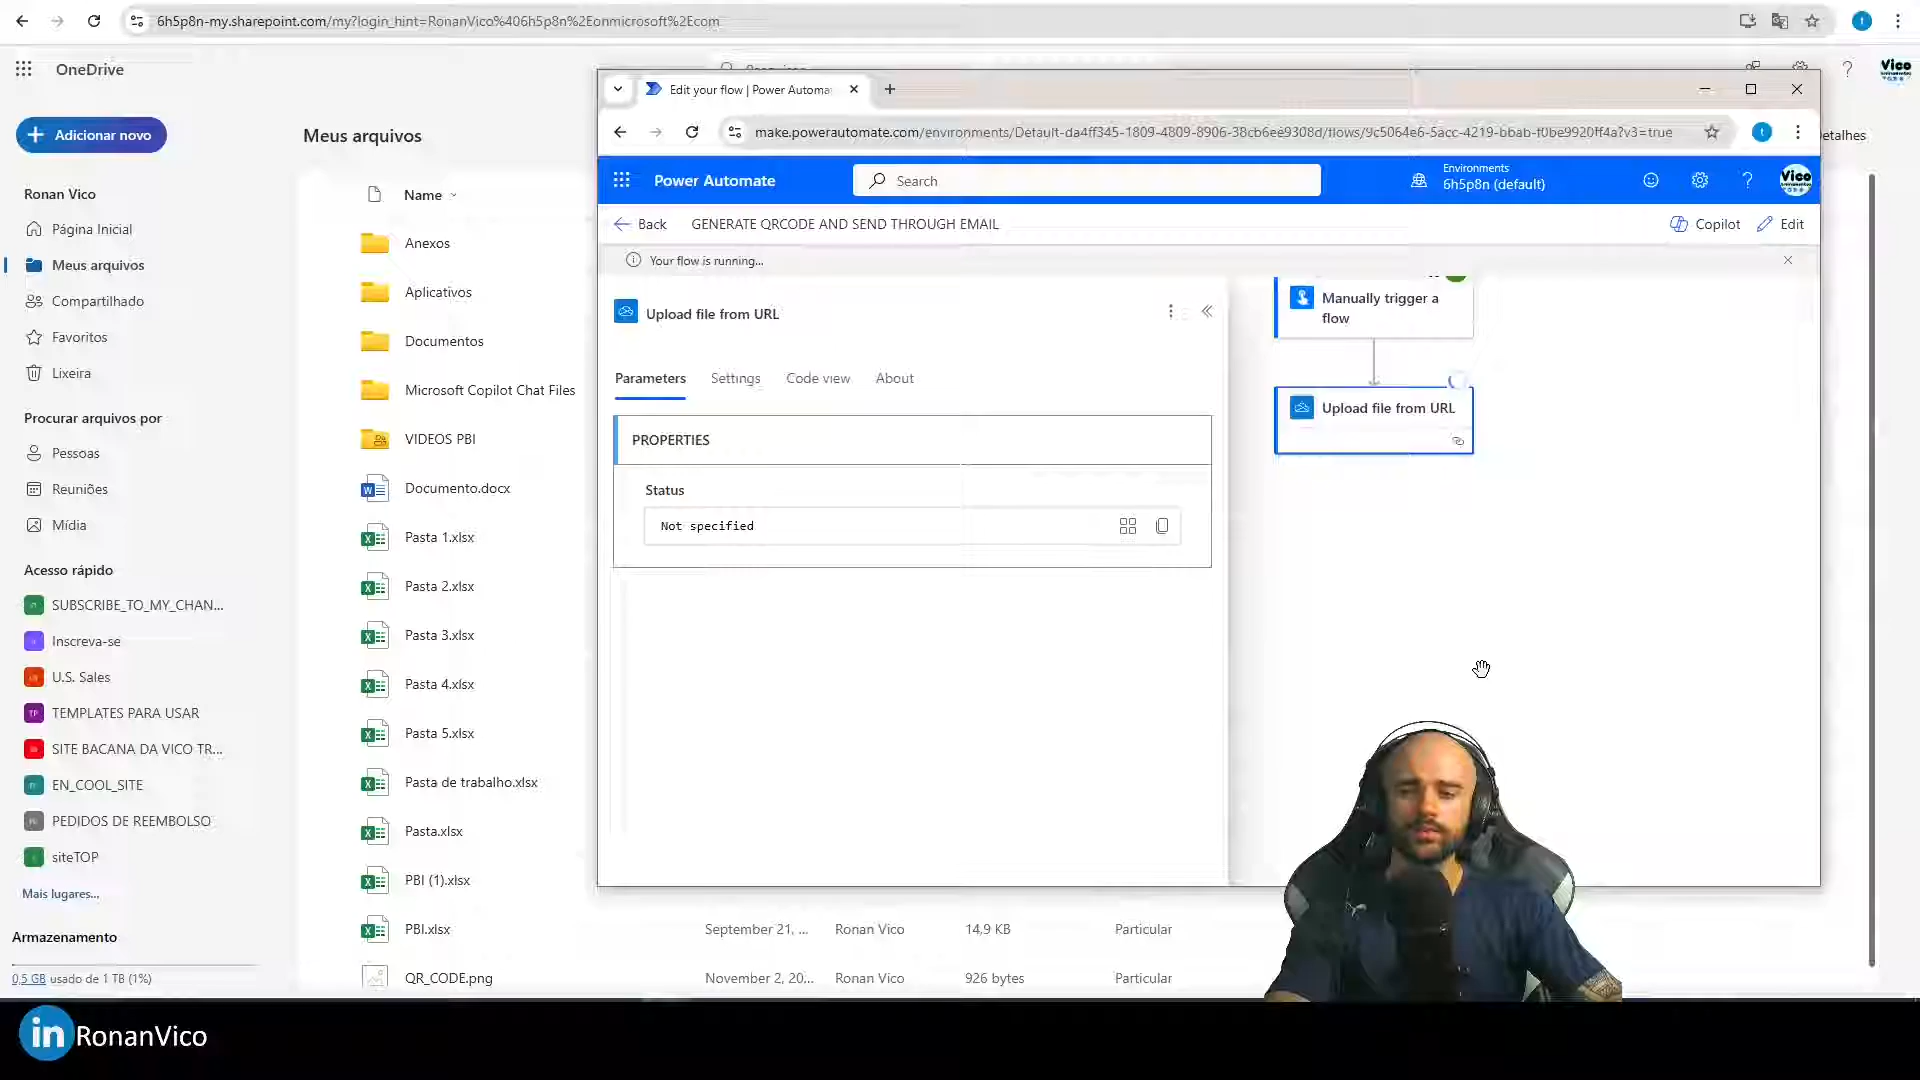 6h5p8n-my.sharepoint.com/my?login_hint=RonanVico%406h5p8n%2Eonmicrosoft%2Ecom
OneDrive
Adicionar novo
Ronan Vico
Página Inicial
Meus arquivos
Compartilhado
Favoritos
Lixeira
Procurar arquivos por
Pessoas
Reuniões
Mídia
Acesso rápido
SUBSCRIBE_TO_MY_CHAN...
Inscreva-se
U.S. Sales
TEMPLATES PARA USAR
SITE BACANA DA VICO TR...
EN_COOL_SITE
PEDIDOS DE REEMBOLSO
siteTOP
Mais lugares...
Armazenamento
0,5 GB usado de 1 TB (1%)
Meus arquivos
Name
Anexos
Aplicativos
Documentos
Microsoft Copilot Chat Files
VIDEOS PBI
Documento.docx
Pasta 1.xlsx
Pasta 2.xlsx
Pasta 3.xlsx
Pasta 4.xlsx
Pasta 5.xlsx
Pasta de trabalho.xlsx
Pasta.xlsx
PBI (1).xlsx
PBI.xlsx September 21, ... Ronan Vico 14,9 KB Particular
QR_CODE.png November 2, 20... Ronan Vico 926 bytes Particular
Vico
Edit your flow | Power Automa
make.powerautomate.com/environments/Default-da4ff345-1809-4809-8906-38cb6ee9308d/flows/9c5064e6-5acc-4219-bbab-f0be9920ff4a?v3=true
Power Automate
Search
Environments
6h5p8n (default)
Vico
Back
GENERATE QRCODE AND SEND THROUGH EMAIL
Copilot
Edit
Your flow is running...
Upload file from URL
Parameters Settings Code view About
PROPERTIES
Status
Not specified
Manually trigger a
flow
Upload file from URL
in RonanVico